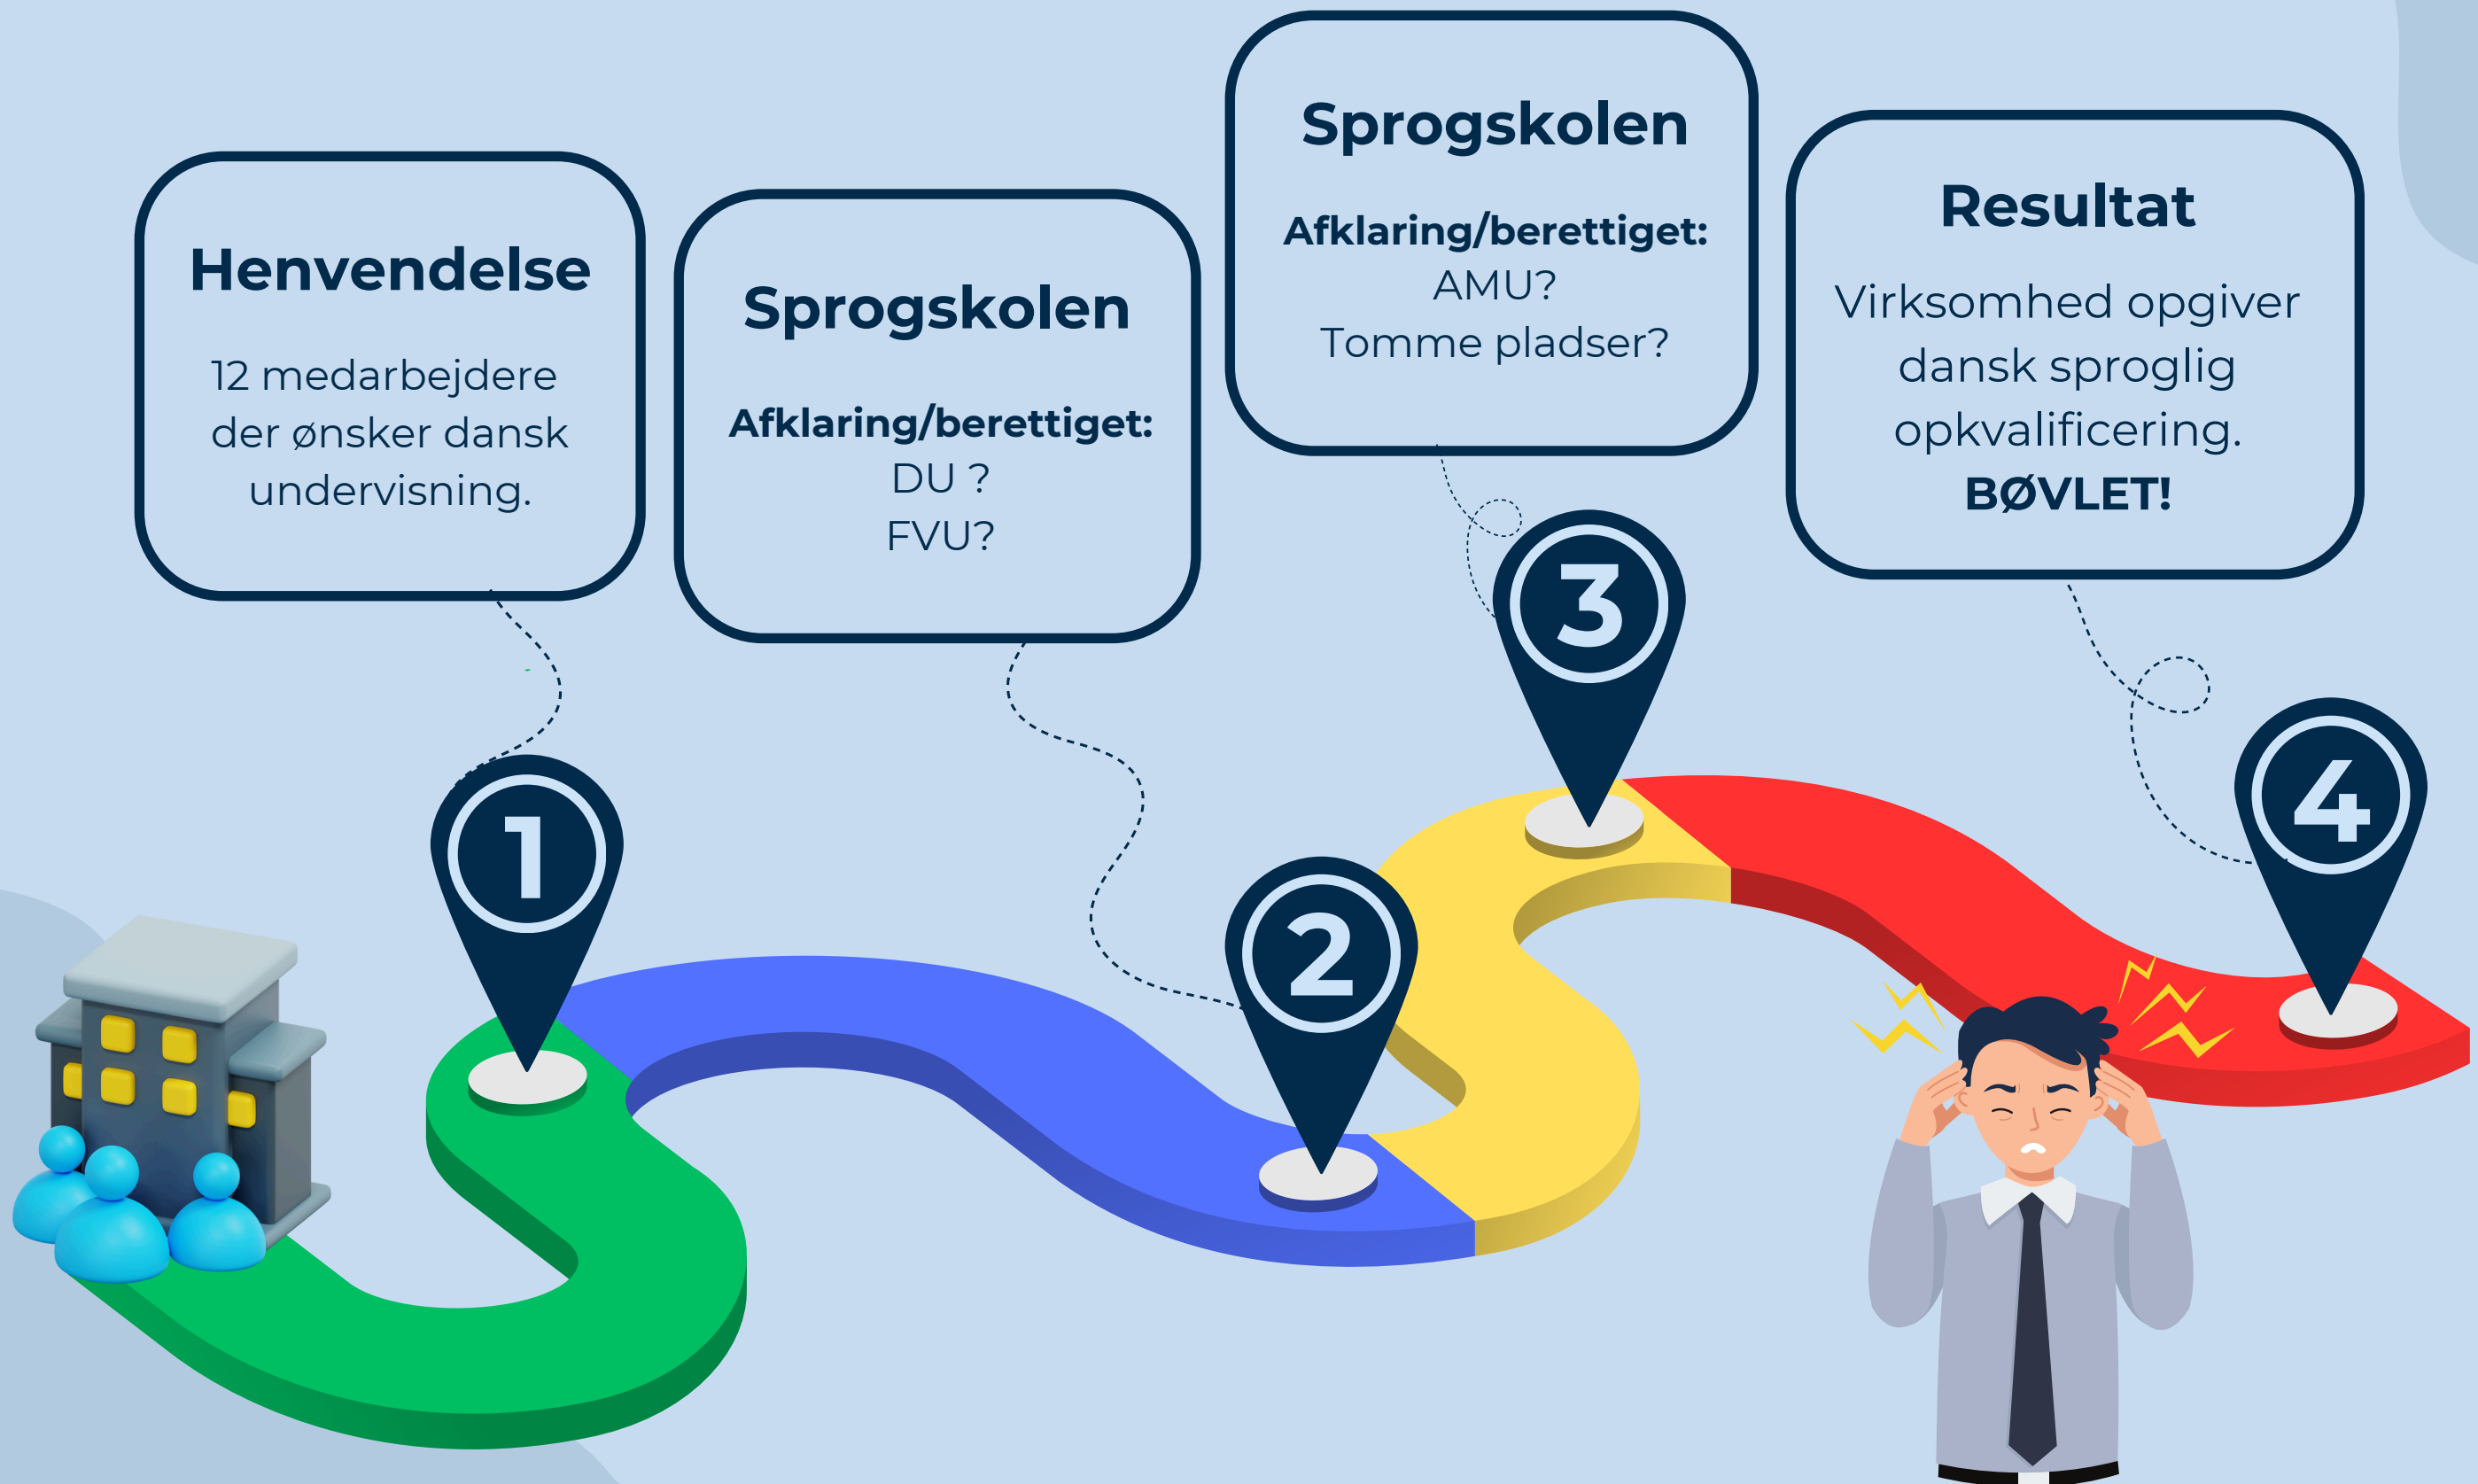 Henvendelse
12 medarbejdere
der ønsker dansk
undervisning.
Sprogskolen
Afklaring/berettiget:
DU ?
FVU?
Sprogskolen
Afklaring/berettiget:
AMU?
Tomme pladser?
Resultat
Virksomhed opgiver
dansk sproglig
opkvalificering.
BØVLET!
1
2
3
4